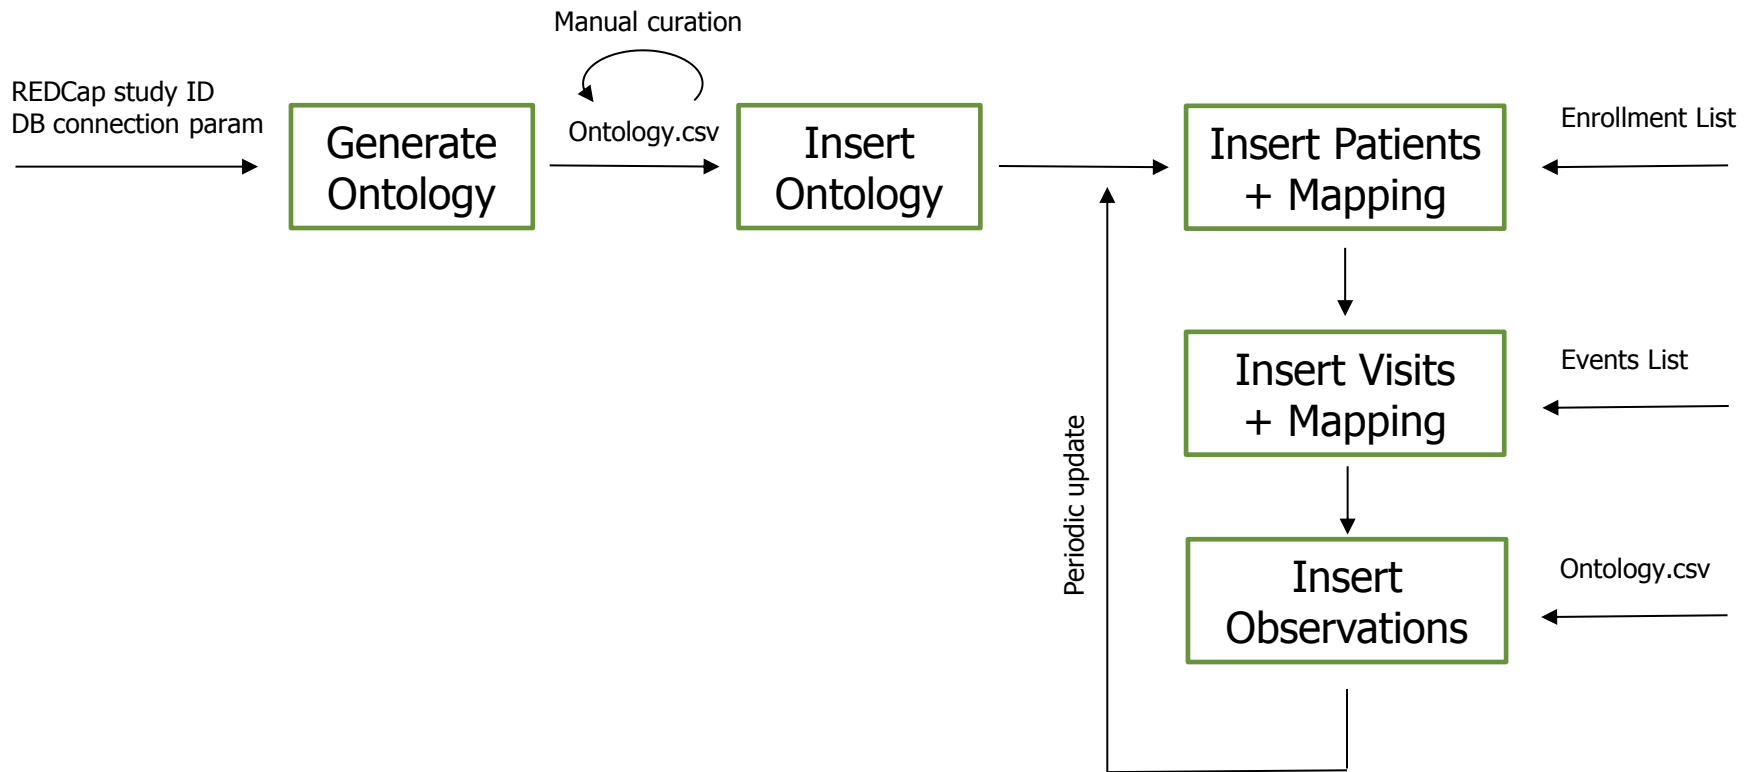 Manual curation
REDCap study ID
DB connection param
Generate
Ontology
Ontology.csv
Insert
Ontology
Insert Patients
+ Mapping
Enrollment List
Insert Visits
+ Mapping
Events List
Periodic update
Insert
Observations
Ontology.csv